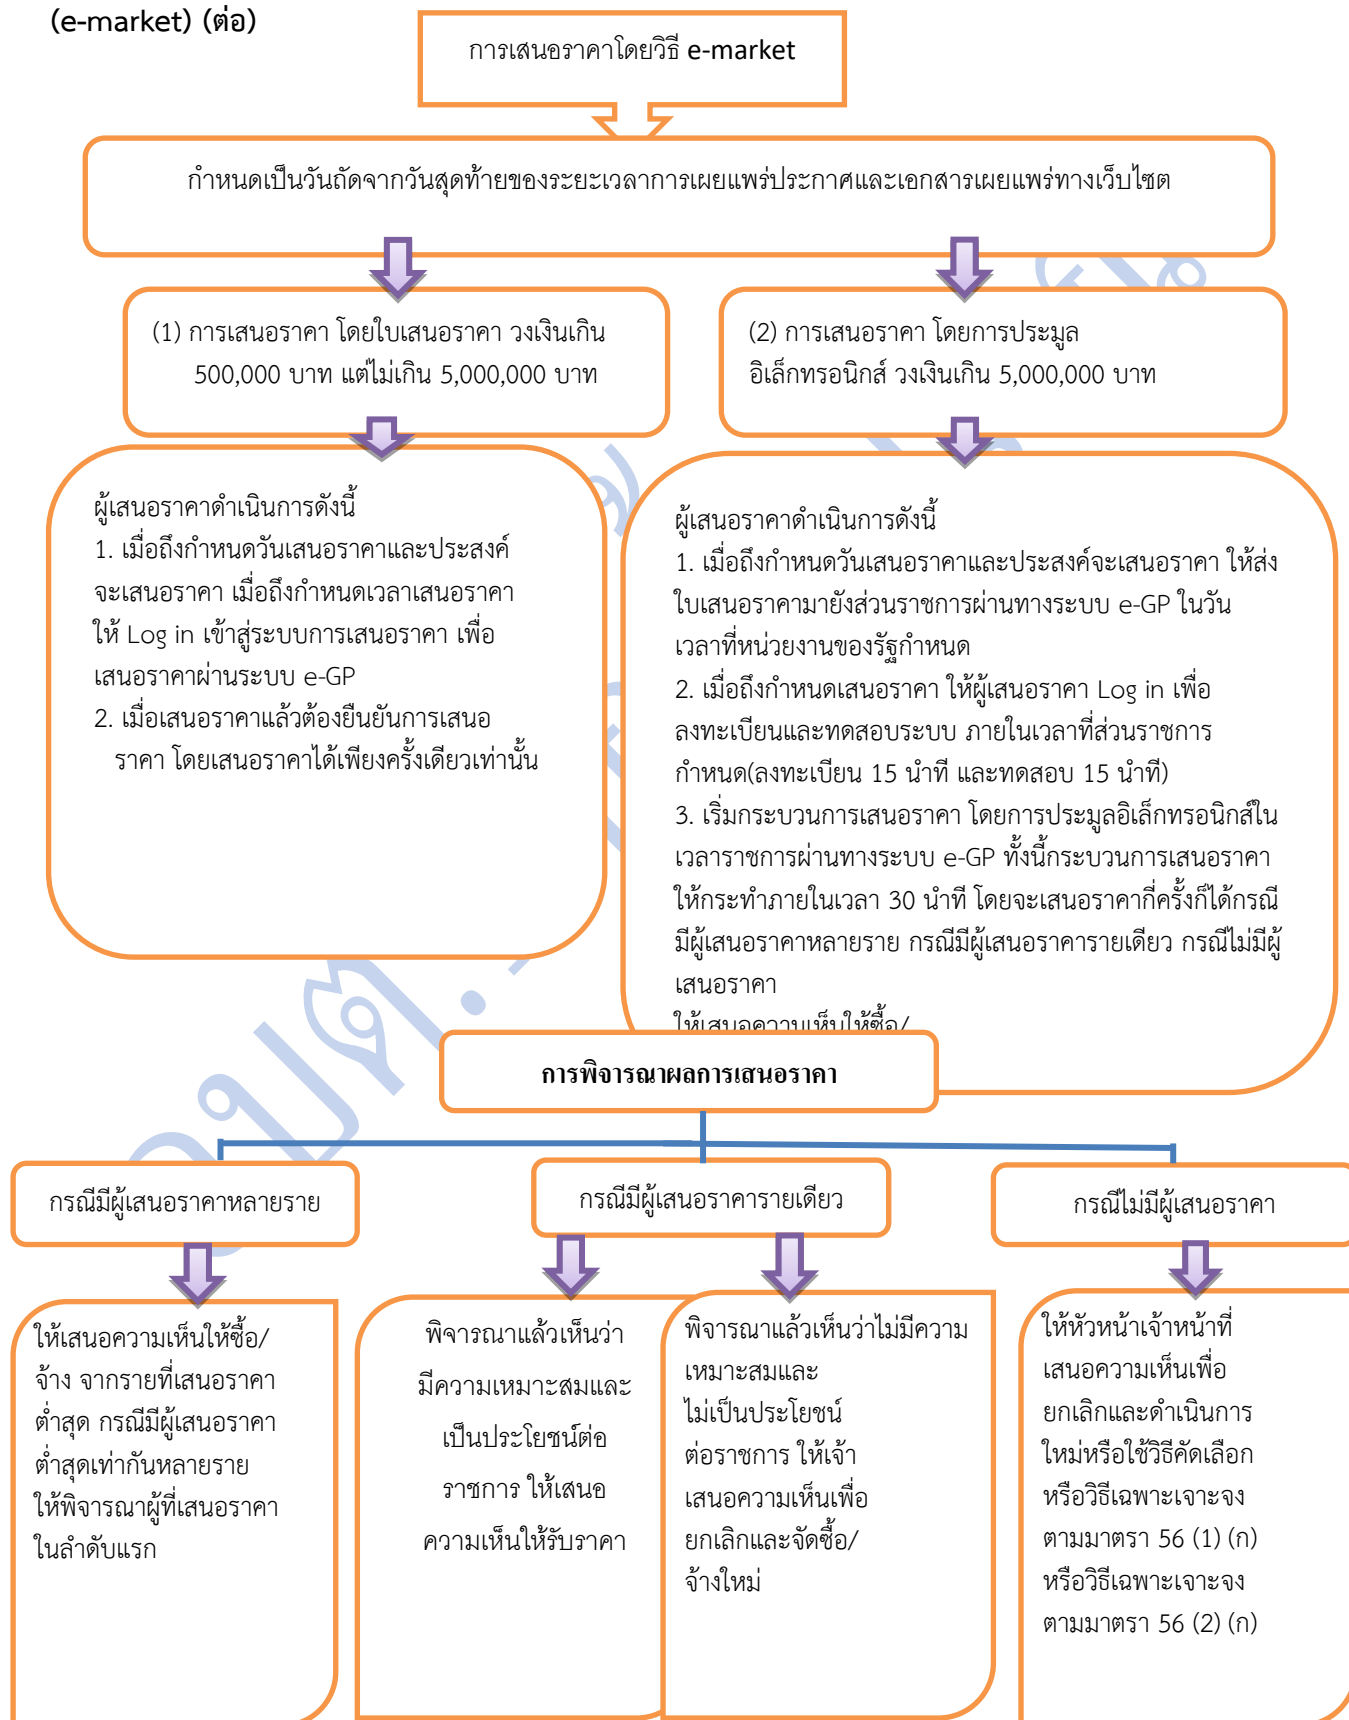 (e-market) (ต่อ)
การเสนอราคาโดยวิธี e-market
กำหนดเป็นวันถัดจากวันสุดท้ายของระยะเวลาการเผยแพร่ประกาศและเอกสารเผยแพร่ทางเว็บไซต
(1) การเสนอราคา โดยใบเสนอราคา วงเงินเกิน
500,000 บาท แต่ไม่เกิน 5,000,000 บาท
(2) การเสนอราคา โดยการประมูล
อิเล็กทรอนิกส์ วงเงินเกิน 5,000,000 บาท
ผู้เสนอราคาดำเนินการดังนี้
1. เมื่อถึงกำหนดวันเสนอราคาและประสงค์
จะเสนอราคา เมื่อถึงกำหนดเวลาเสนอราคา
ให้ Log in เข้าสู่ระบบการเสนอราคา เพื่อ
เสนอราคาผ่านระบบ e-GP
2. เมื่อเสนอราคาแล้วต้องยืนยันการเสนอ
ราคา โดยเสนอราคาได้เพียงครั้งเดียวเท่านั้น
ผู้เสนอราคาดำเนินการดังนี้
1. เมื่อถึงกำหนดวันเสนอราคาและประสงค์จะเสนอราคา ให้ส่ง
ใบเสนอราคามายังส่วนราชการผ่านทางระบบ e-GP ในวัน
เวลาที่หน่วยงานของรัฐกำหนด
2. เมื่อถึงกำหนดเสนอราคา ให้ผู้เสนอราคา Log in เพื่อ
ลงทะเบียนและทดสอบระบบ ภายในเวลาที่ส่วนราชการ
กำหนด(ลงทะเบียน 15 นำที และทดสอบ 15 นำที)
3. เริ่มกระบวนการเสนอราคา โดยการประมูลอิเล็กทรอนิกส์ใน
เวลาราชการผ่านทางระบบ e-GP ทั้งนี้กระบวนการเสนอราคา
ให้กระทำภายในเวลา 30 นำที โดยจะเสนอราคากี่ครั้งก็ได้กรณี
มีผู้เสนอราคาหลายราย กรณีมีผู้เสนอราคารายเดียว กรณีไม่มีผู้
เสนอราคา
ให้เสนอความเห็นให้ซื้อ/
การพิจารณาผลการเสนอราคา
กรณีมีผู้เสนอราคาหลายราย
กรณีมีผู้เสนอราคารายเดียว
กรณีไม่มีผู้เสนอราคา
ให้เสนอความเห็นให้ซื้อ/
จ้าง จากรายที่เสนอราคา
ต่ำสุด กรณีมีผู้เสนอราคา
ต่ำสุดเท่ากันหลายราย
ให้พิจารณาผู้ที่เสนอราคา
ในลำดับแรก
พิจารณาแล้วเห็นว่า
มีความเหมาะสมและ
เป็นประโยชน์ต่อ
ราชการ ให้เสนอ
ความเห็นให้รับราคา
พิจารณาแล้วเห็นว่าไม่มีความ
เหมาะสมและ
ไม่เป็นประโยชน์
ต่อราชการ ให้เจ้า
เสนอความเห็นเพื่อ
ยกเลิกและจัดซื้อ/
จ้างใหม่
ให้หัวหน้าเจ้าหน้าที่
เสนอความเห็นเพื่อ
ยกเลิกและดำเนินการ
ใหม่หรือใช้วิธีคัดเลือก
หรือวิธีเฉพาะเจาะจง
ตามมาตรา 56 (1) (ก)
หรือวิธีเฉพาะเจาะจง
ตามมาตรา 56 (2) (ก)